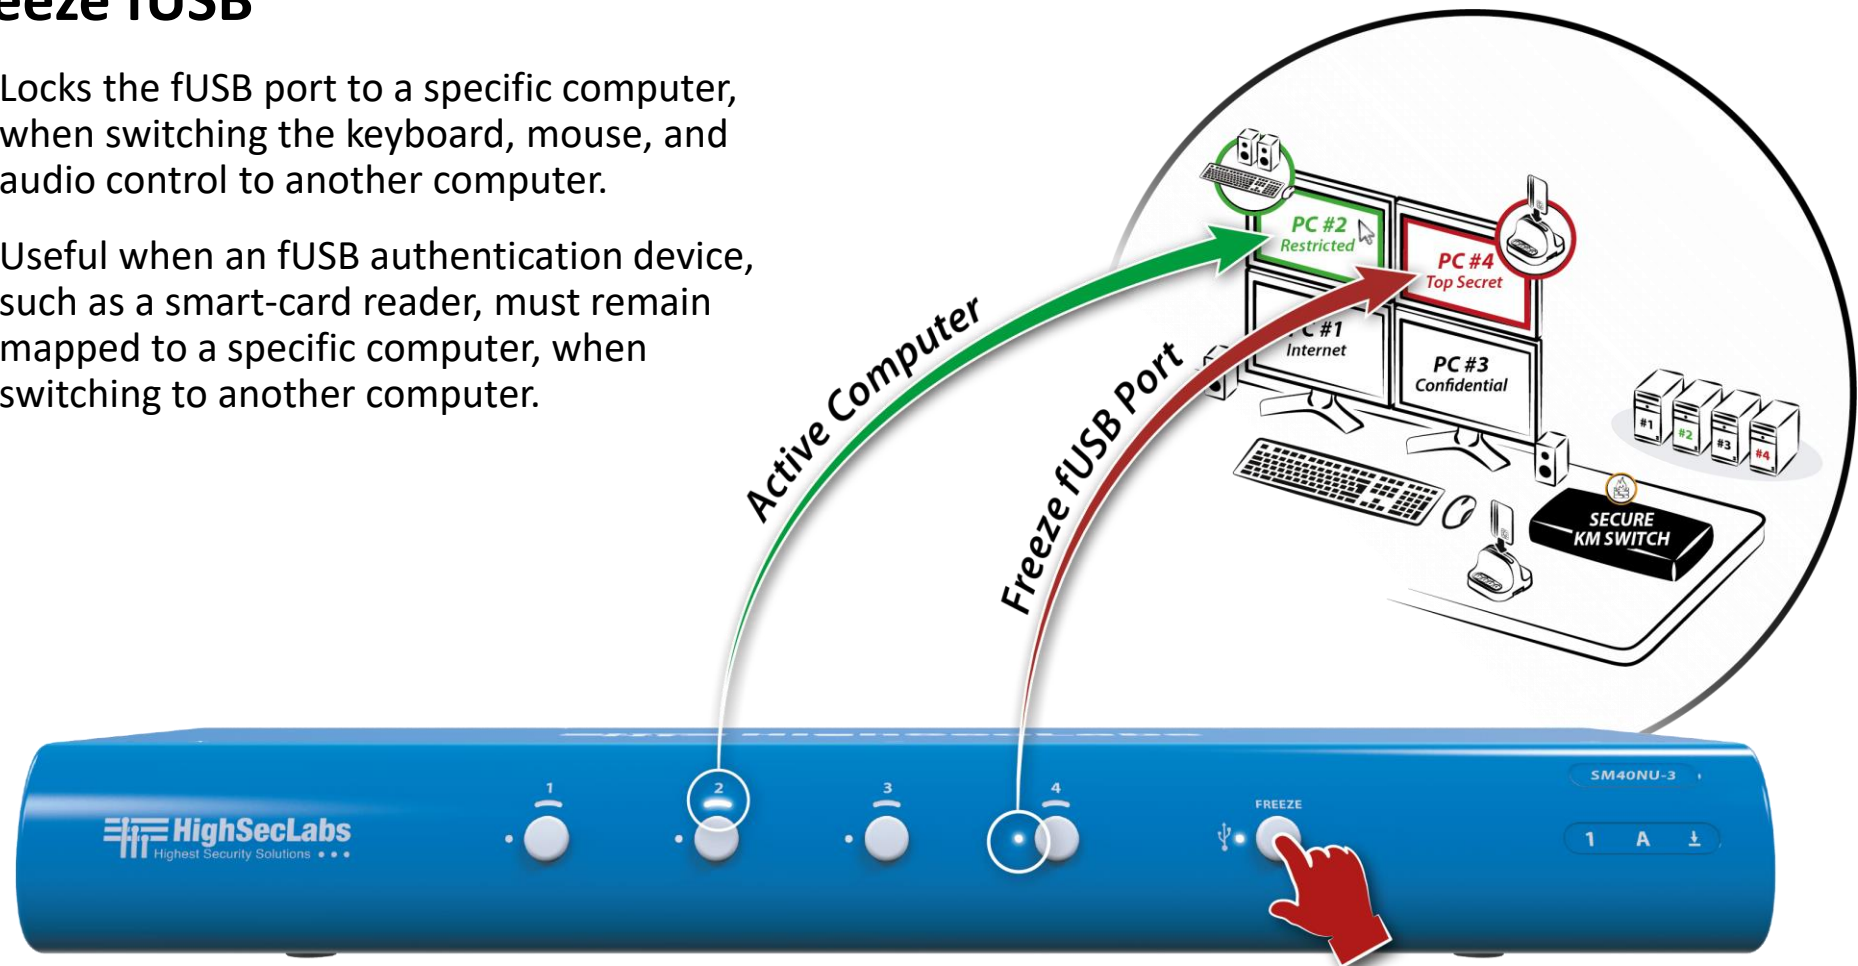 eeze fUSB
Locks the fUSB port to a specific computer,
when switching the keyboard, mouse, and
audio control to another computer.
Useful when an fUSB authentication device,
such as a smart-card reader, must remain
mapped to a specific computer, when
switching to another computer.
Active Computer
Freeze fUSB Port
PC #2
Restricted
PC #4
Top Secret
C #1
Internet
PC #3
Confidential
#1
#2
#3
#4
SECURE
KM SWITCH
HighSecLabs
Highest Security Solutions
1
2
3
4
FREEZE
SM40NU-3
1 A